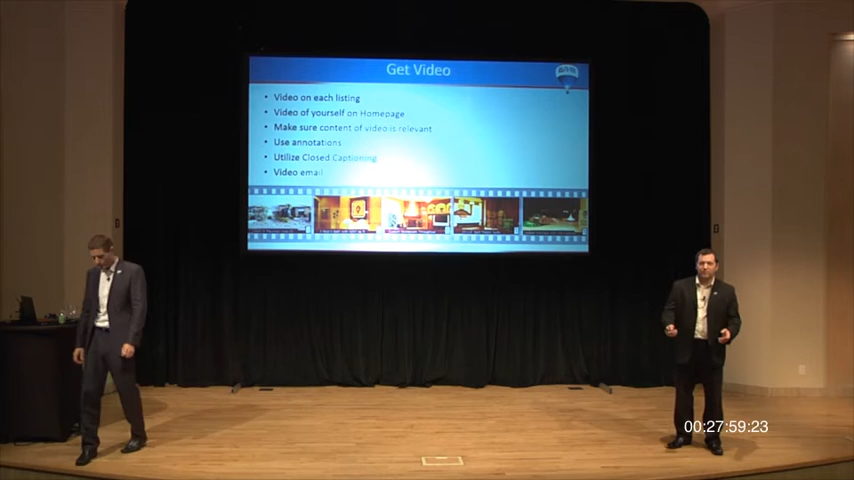 Get Video
• Video on each listing
• Video of yourself on Homepage
• Make sure content of video is relevant
• Use annotations
• Utilize Closed Captioning
• Video email
00:27:59:23